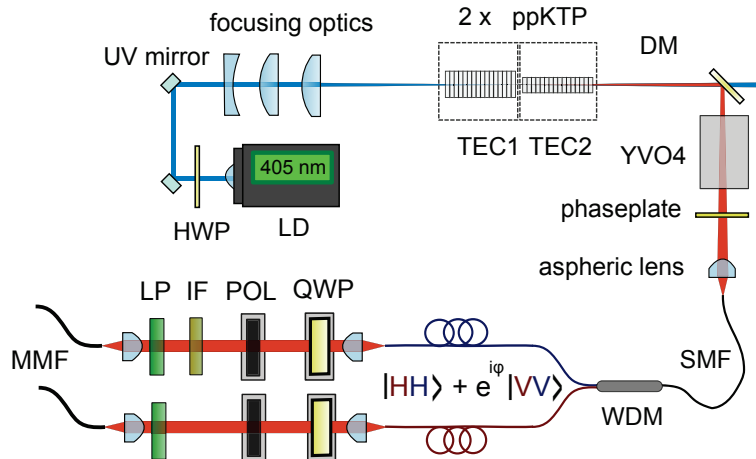 focusing optics
2 x ppKTP
DM
UV mirror
TEC1
TEC2
YVO4
405 nm
HWP
LD
phaseplate
aspheric lens
LP
IF
POL
QWP
MMF
SMF
|HH⟩ + e^{iφ} |VV⟩
WDM